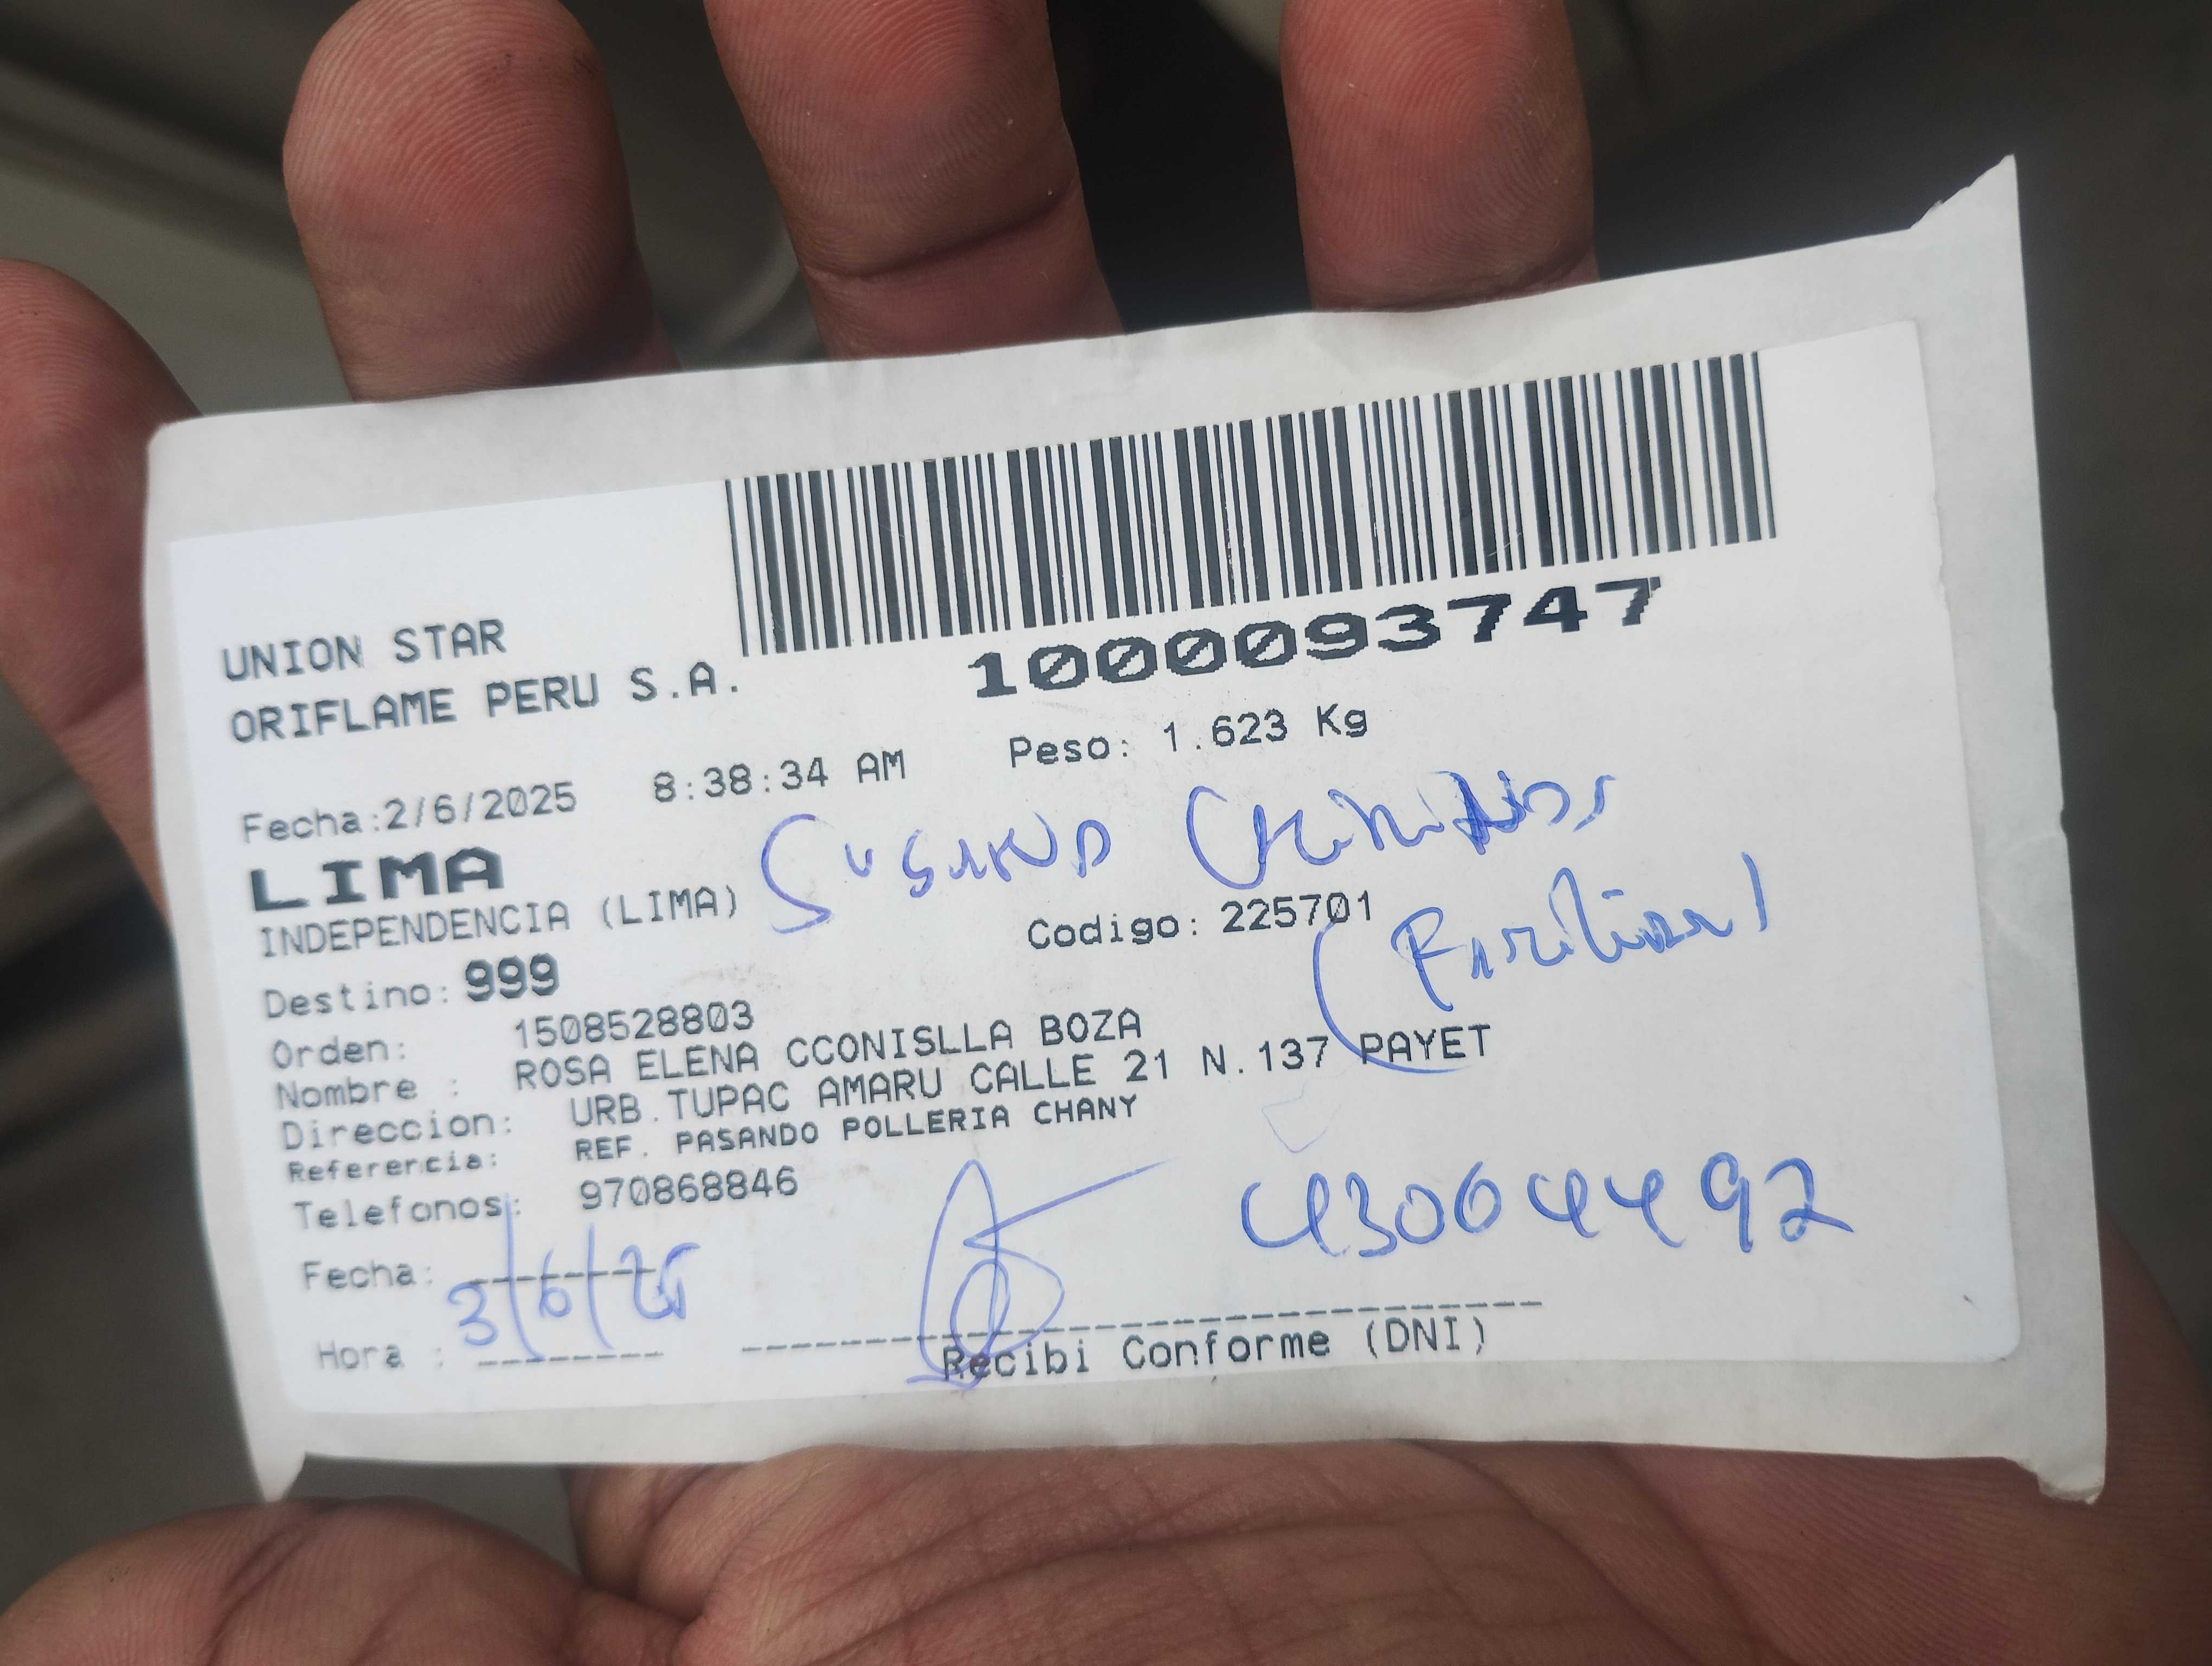 1000093747
UNION STAR
ORIFLAME PERU S.A.
Fecha:2/6/2025 8:38:34 AM Peso: 1.623 Kg
LIMA
INDEPENDENCIA (LIMA)
Codigo: 225701
Destino: 999
Orden: 1508528803
Nombre : ROSA ELENA CCONISLLA BOZA
Direccion: URB.TUPAC AMARU CALLE 21 N.137 PAYET
Referencia: REF. PASANDO POLLERIA CHANY
Telefonos: 970868846
43004492
Fecha: 3/6/25
Hora :
Recibi Conforme (DNI)